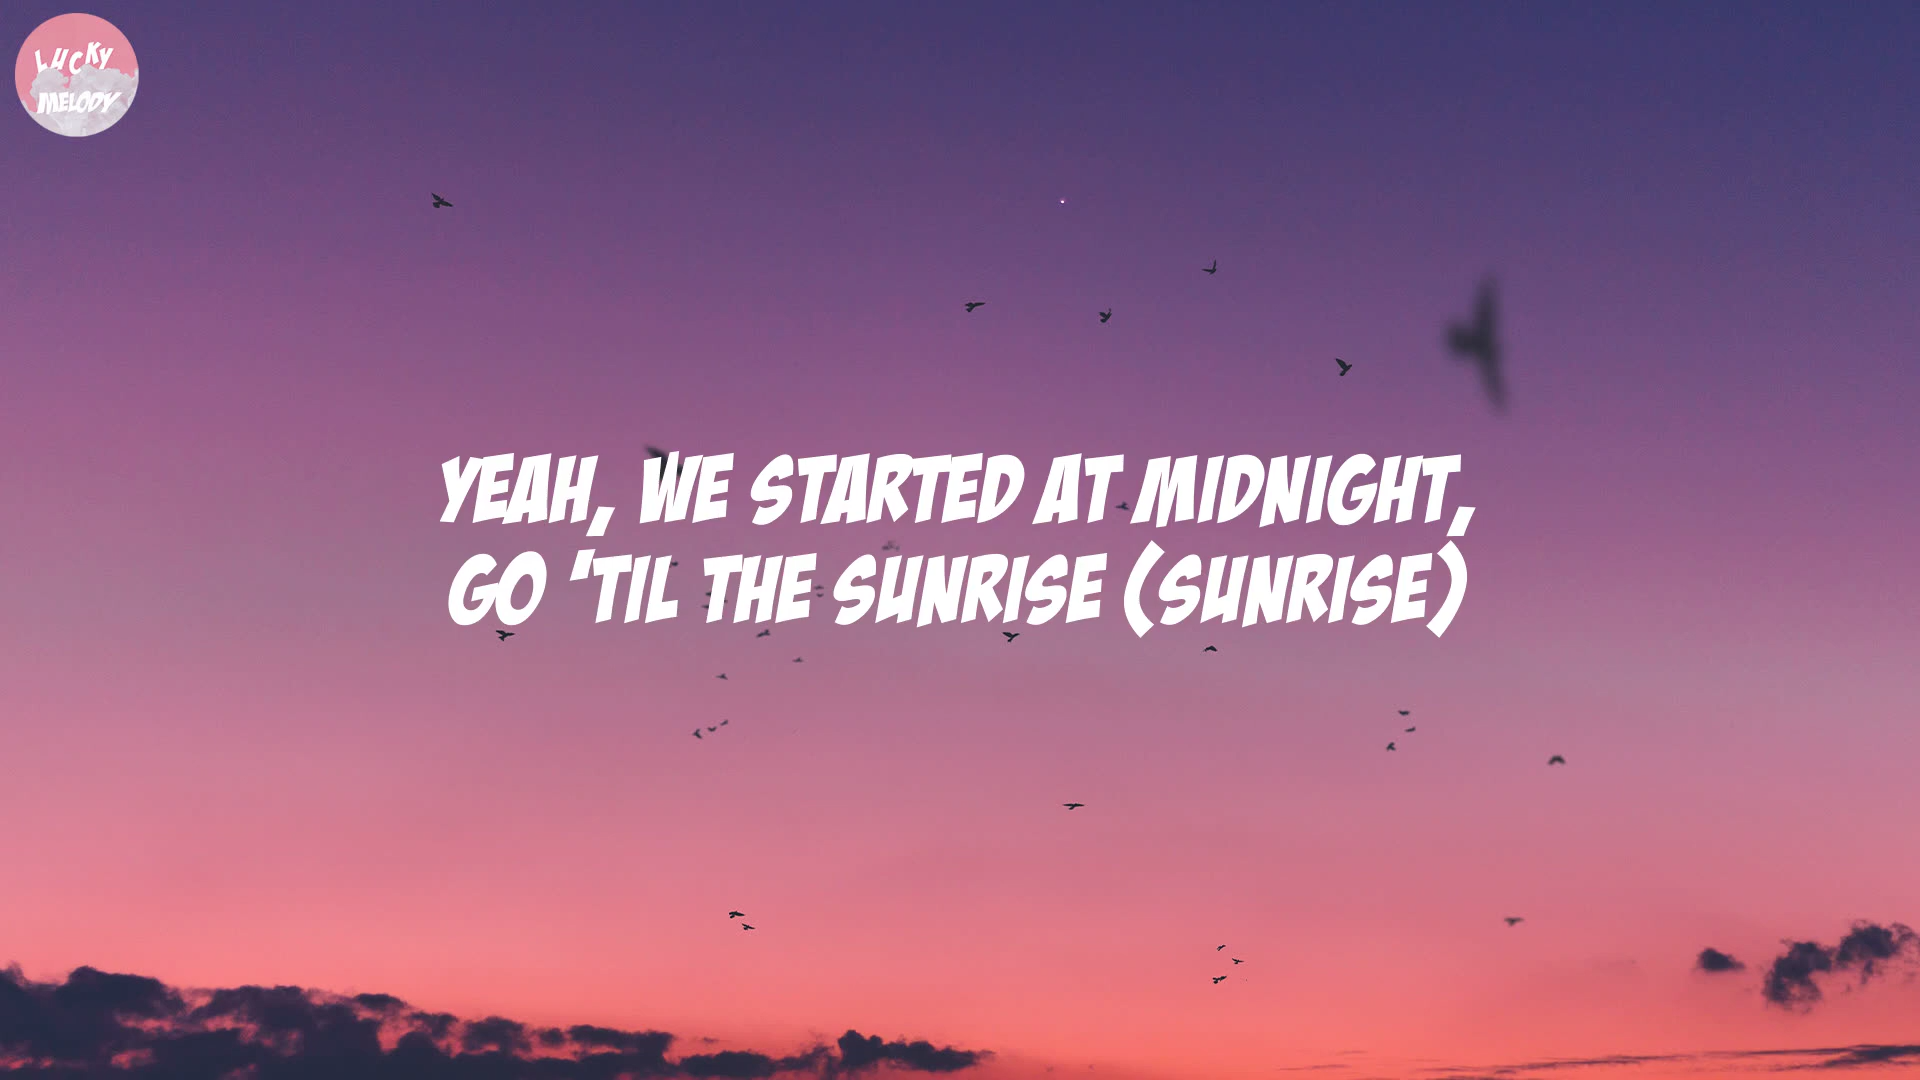 LUCKY
MELODY
YEAH, WE STARTED AT MIDNIGHT,
GO 'TIL THE SUNRISE (SUNRISE)